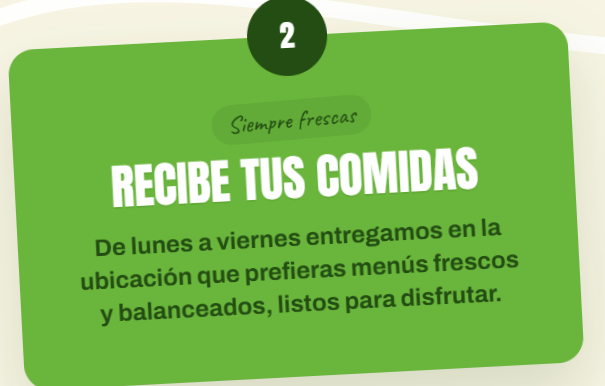 2
Siempre frescas
RECIBE TUS COMIDAS
De lunes a viernes entregamos en la
ubicación que prefieras menús frescos
y balanceados, listos para disfrutar.